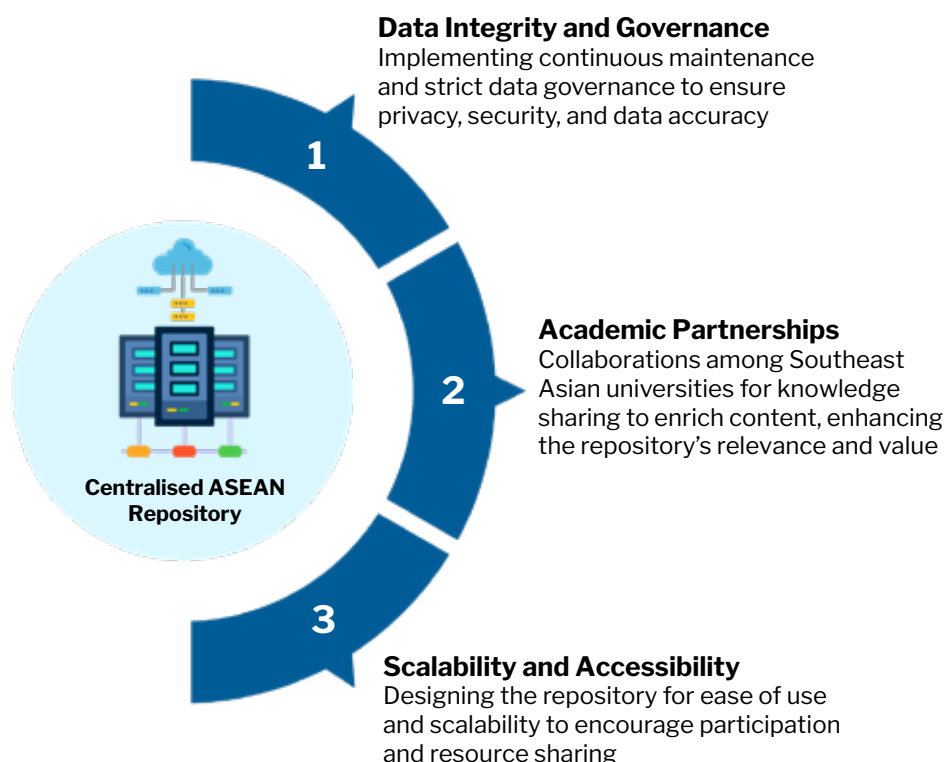 Data Integrity and Governance
Implementing continuous maintenance
and strict data governance to ensure
privacy, security, and data accuracy
1
Academic Partnerships
Collaborations among Southeast
Asian universities for knowledge
sharing to enrich content, enhancing
the repository's relevance and value
2
Centralised ASEAN
Repository
3
Scalability and Accessibility
Designing the repository for ease of use
and scalability to encourage participation
and resource sharing